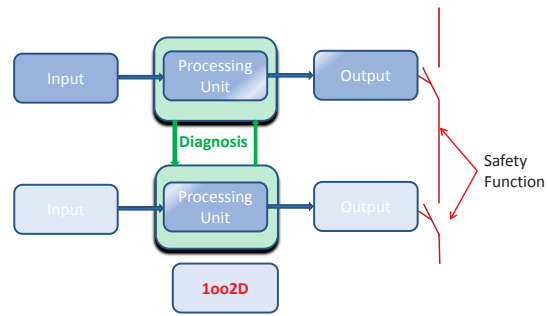 Input
Processing
Unit
Output
Diagnosis
Safety
Function
Input
Processing
Unit
Output
1oo2D